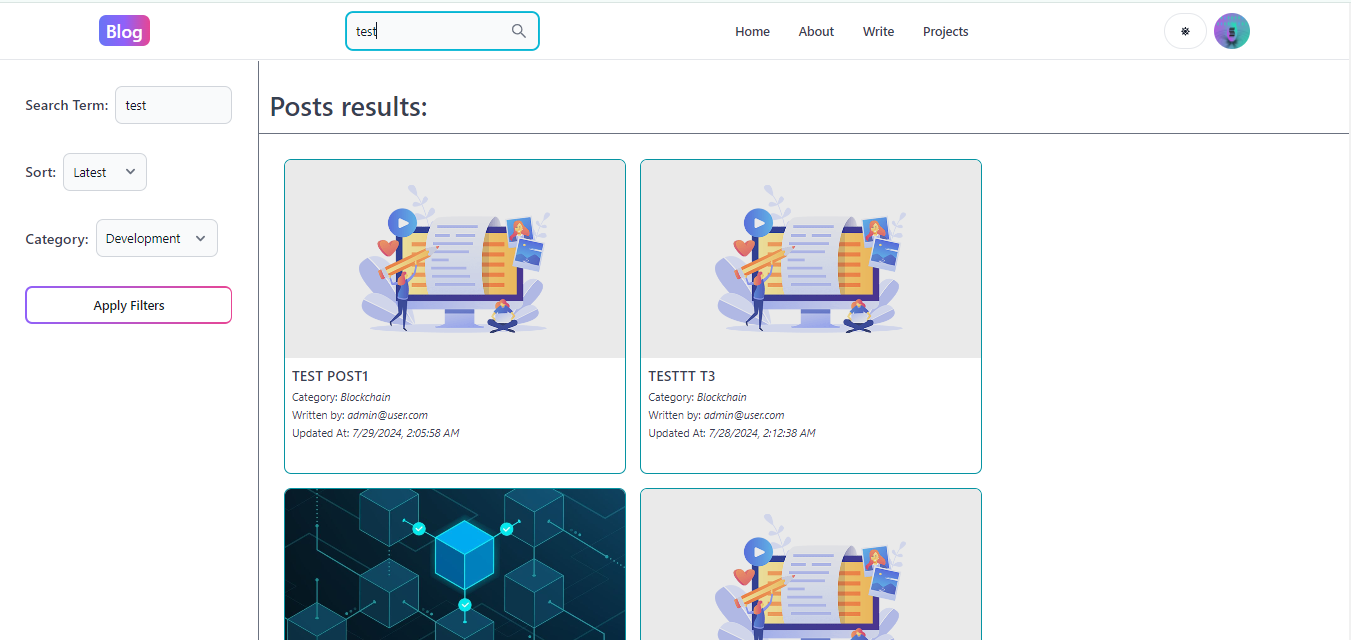 Blog
test
Home About Write Projects
Search Term: test
Sort: Latest
Category: Development
Apply Filters
Posts results:
TEST POST1
Category: Blockchain
Written by: admin@user.com
Updated At: 7/29/2024, 2:05:58 AM
TESTTT T3
Category: Blockchain
Written by: admin@user.com
Updated At: 7/28/2024, 2:12:38 AM